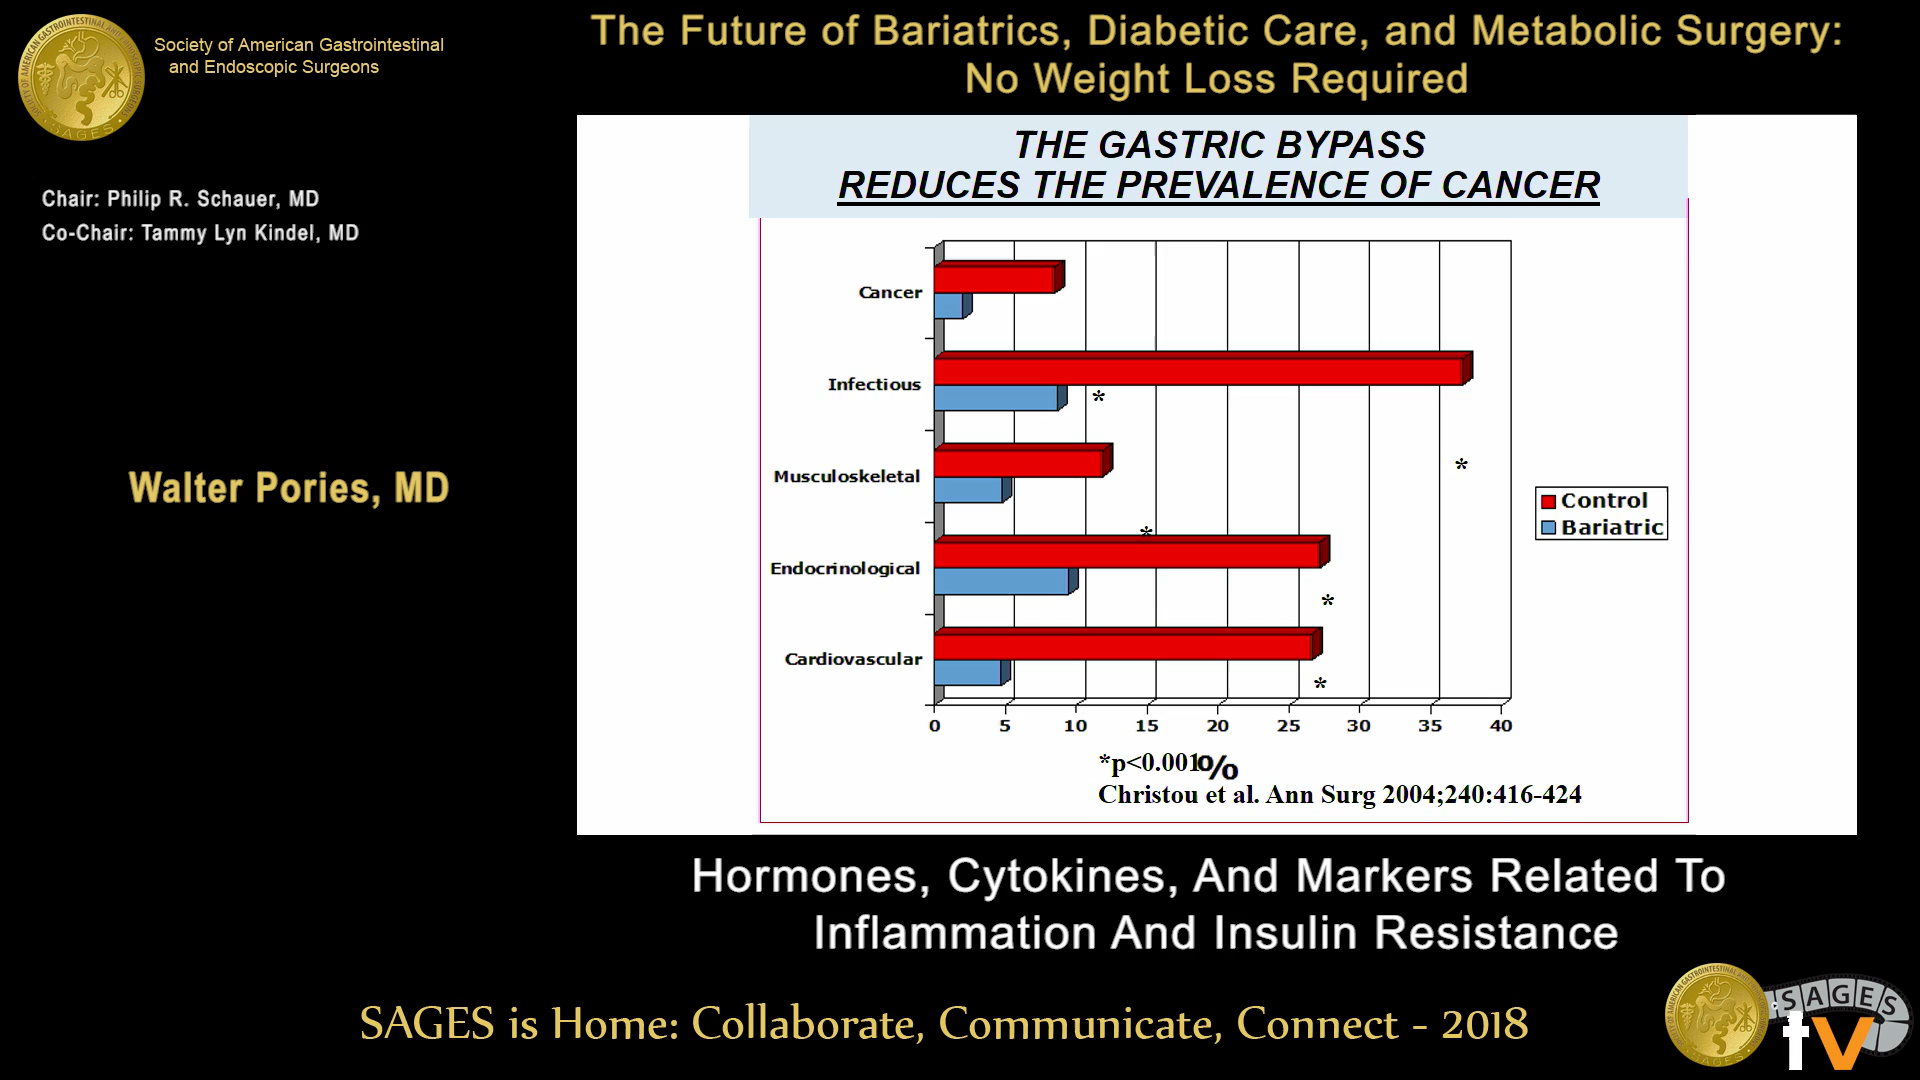 Society of American Gastrointestinal
and Endoscopic Surgeons
The Future of Bariatrics, Diabetic Care, and Metabolic Surgery:
No Weight Loss Required
Chair: Philip R. Schauer, MD
Co-Chair: Tammy Lyn Kindel, MD
Walter Pories, MD
THE GASTRIC BYPASS
REDUCES THE PREVALENCE OF CANCER
Cancer
Infectious
*
Musculoskeletal
*
*
Endocrinological
*
Cardiovascular
*
0 5 10 15 20 25 30 35 40
Control
Bariatric
*p<0.001
%
Christou et al. Ann Surg 2004;240:416-424
Hormones, Cytokines, And Markers Related To
Inflammation And Insulin Resistance
SAGES is Home: Collaborate, Communicate, Connect - 2018
SAGES
tv
SAGES